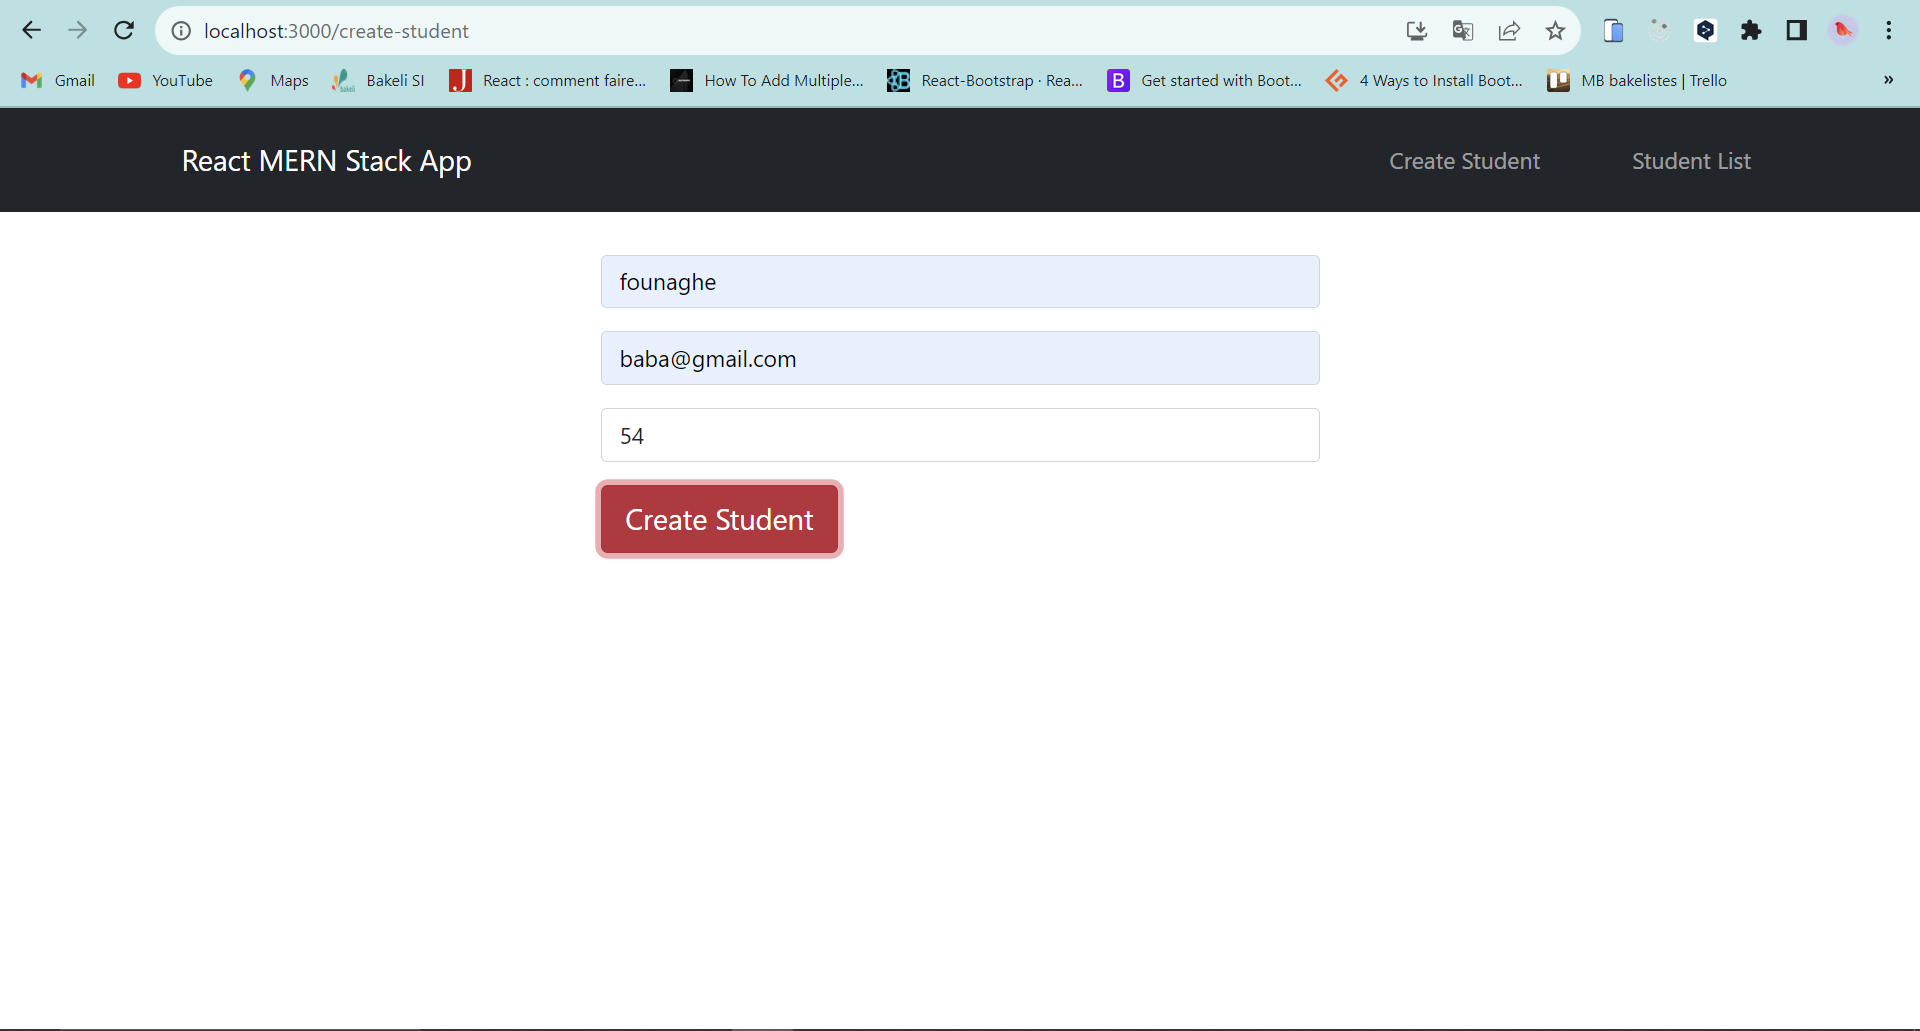 localhost:3000/create-student
Gmail YouTube Maps Bakeli SI React : comment faire... How To Add Multiple... React-Bootstrap · Rea... Get started with Boot... 4 Ways to Install Boot... MB bakelistes | Trello »
React MERN Stack App Create Student Student List
founaghe
baba@gmail.com
54
Create Student